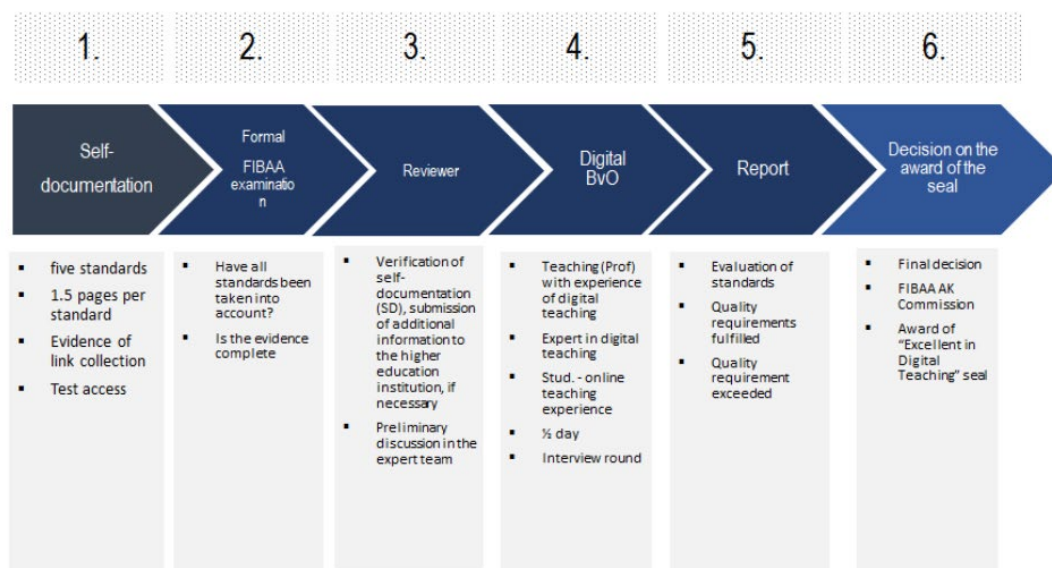 1.
2.
3.
4.
5.
6.
Self-
documentation
Formal
FIBAA
examinatio
n
Reviewer
Digital
BvO
Report
Decision on the
award of the
seal
▪ five standards
▪ 1.5 pages per
standard
▪ Evidence of
link collection
▪ Test access
▪ Have all
standards been
taken into
account?
▪ Is the evidence
complete
▪ Verification of
self-
documentation
(SD), submission
of additional
information to
the higher
education
institution, if
necessary
▪ Preliminary
discussion in the
expert team
▪ Teaching (Prof)
with experience
of digital
teaching
▪ Expert in digital
teaching
▪ Stud. - online
teaching
experience
▪ ½ day
▪ Interview round
▪ Evaluation of
standards
▪ Quality
requirements
fulfilled
▪ Quality
requirement
exceeded
▪ Final decision
▪ FIBAA AK
Commission
▪ Award of
“Excellent in
Digital
Teaching” seal